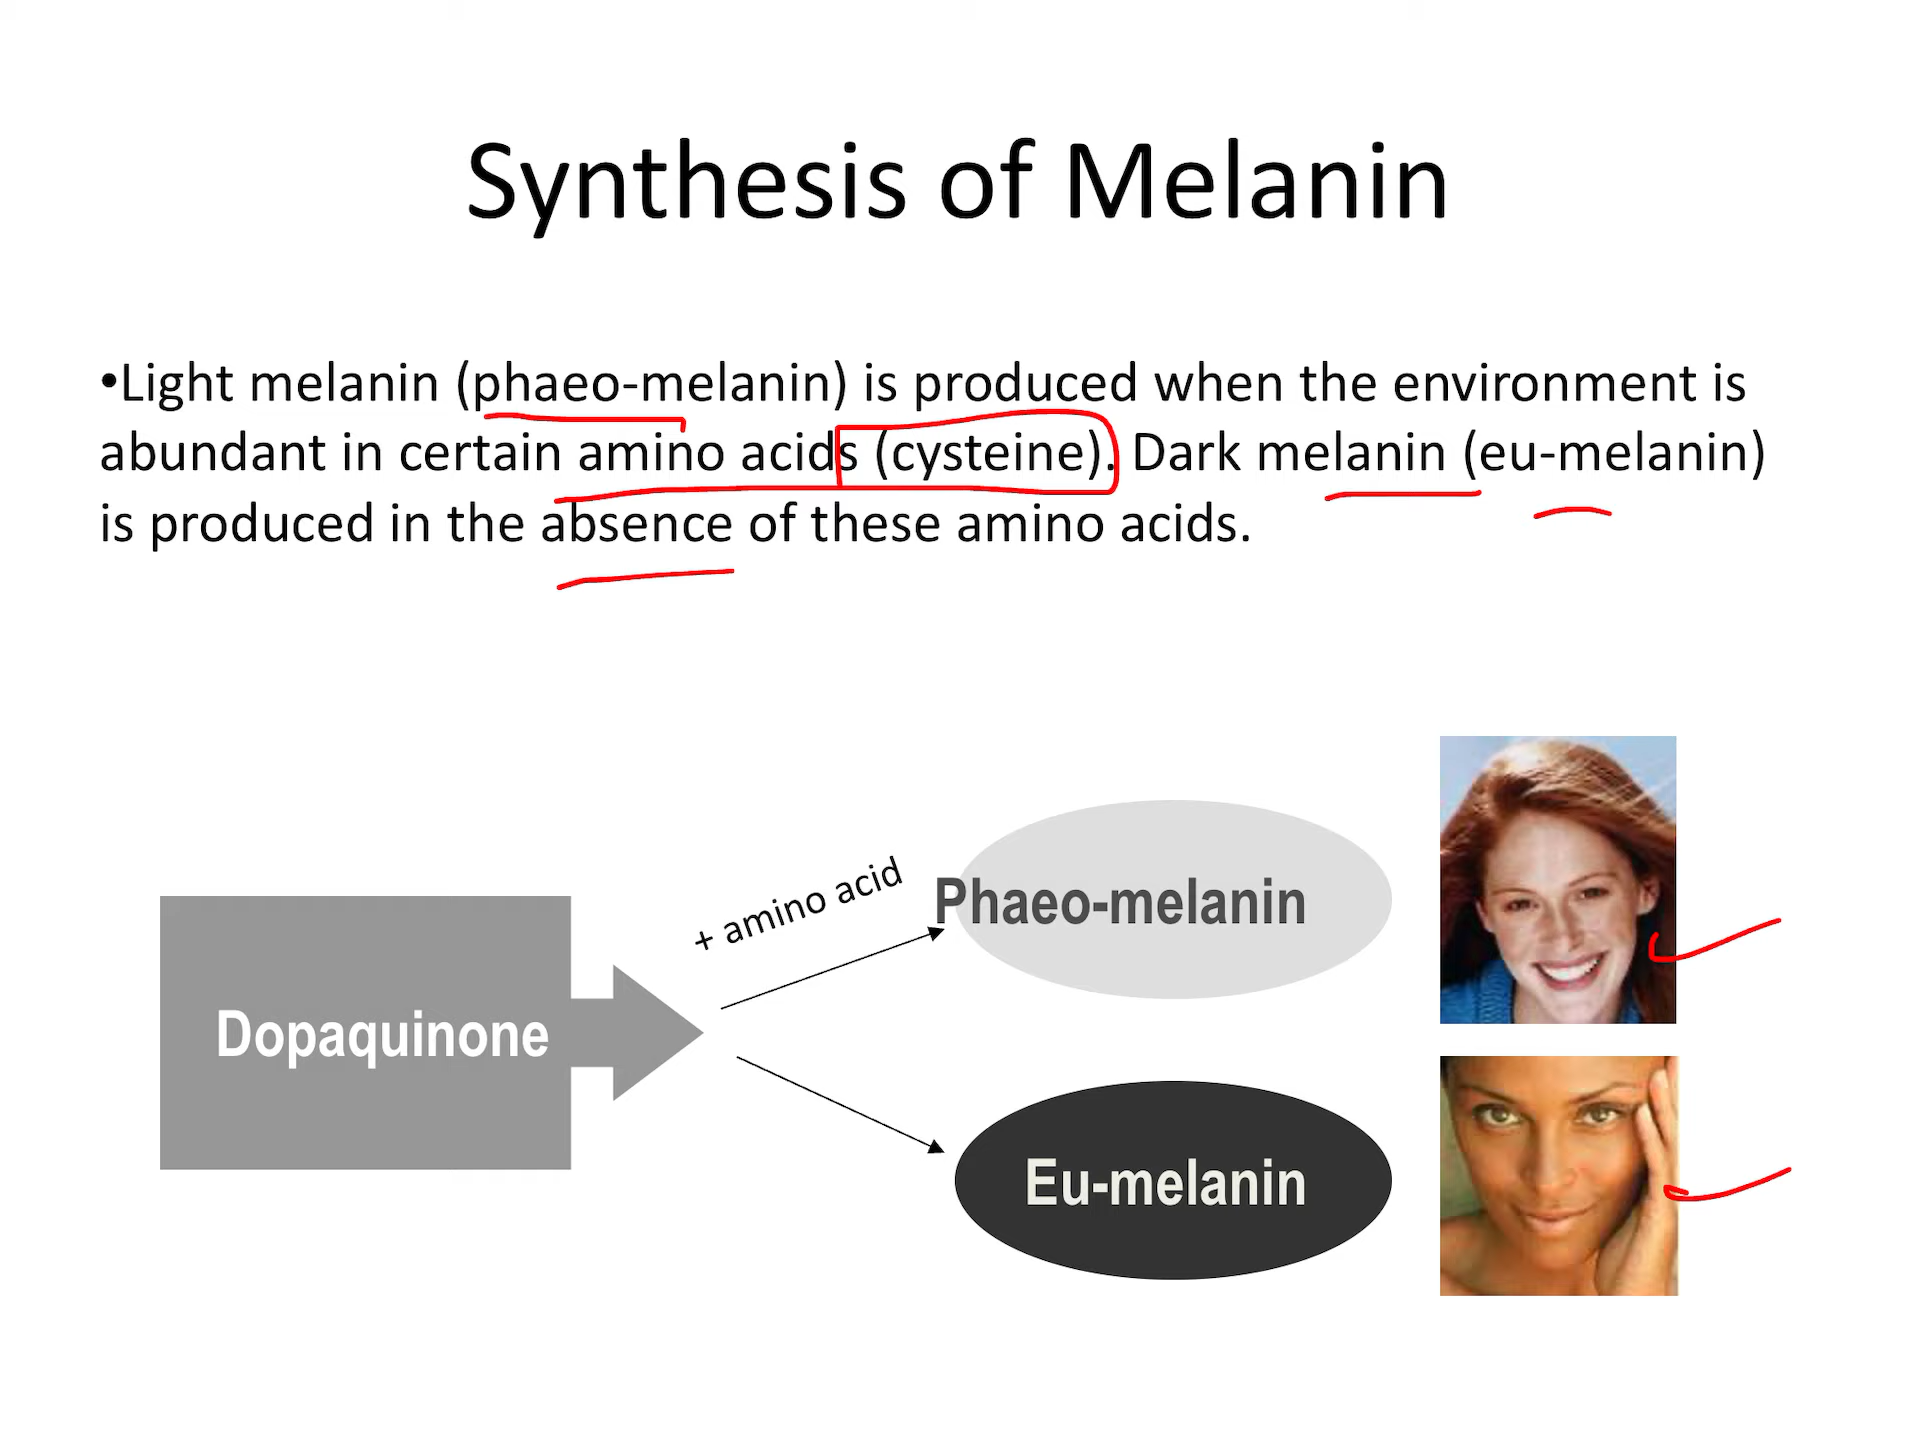 Synthesis of Melanin
•Light melanin (phaeo-melanin) is produced when the environment is
abundant in certain amino acids (cysteine). Dark melanin (eu-melanin)
is produced in the absence of these amino acids.
+ amino acid
Phaeo-melanin
Dopaquinone
Eu-melanin